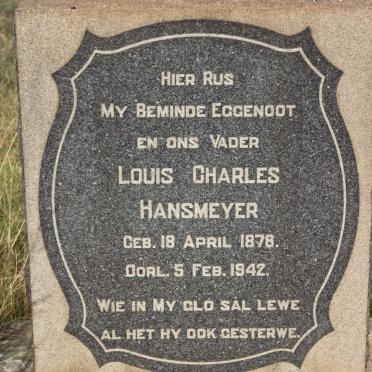 HIER RUS
MY BEMINDE EGGENOOT
EN ONS VADER
LOUIS CHARLES
HANSMEYER
GEB. 18 APRIL 1878.
OORL. 5 FEB. 1942.
WIE IN MY GLO SAL LEWE
AL HET HY OOK GESTERWE.